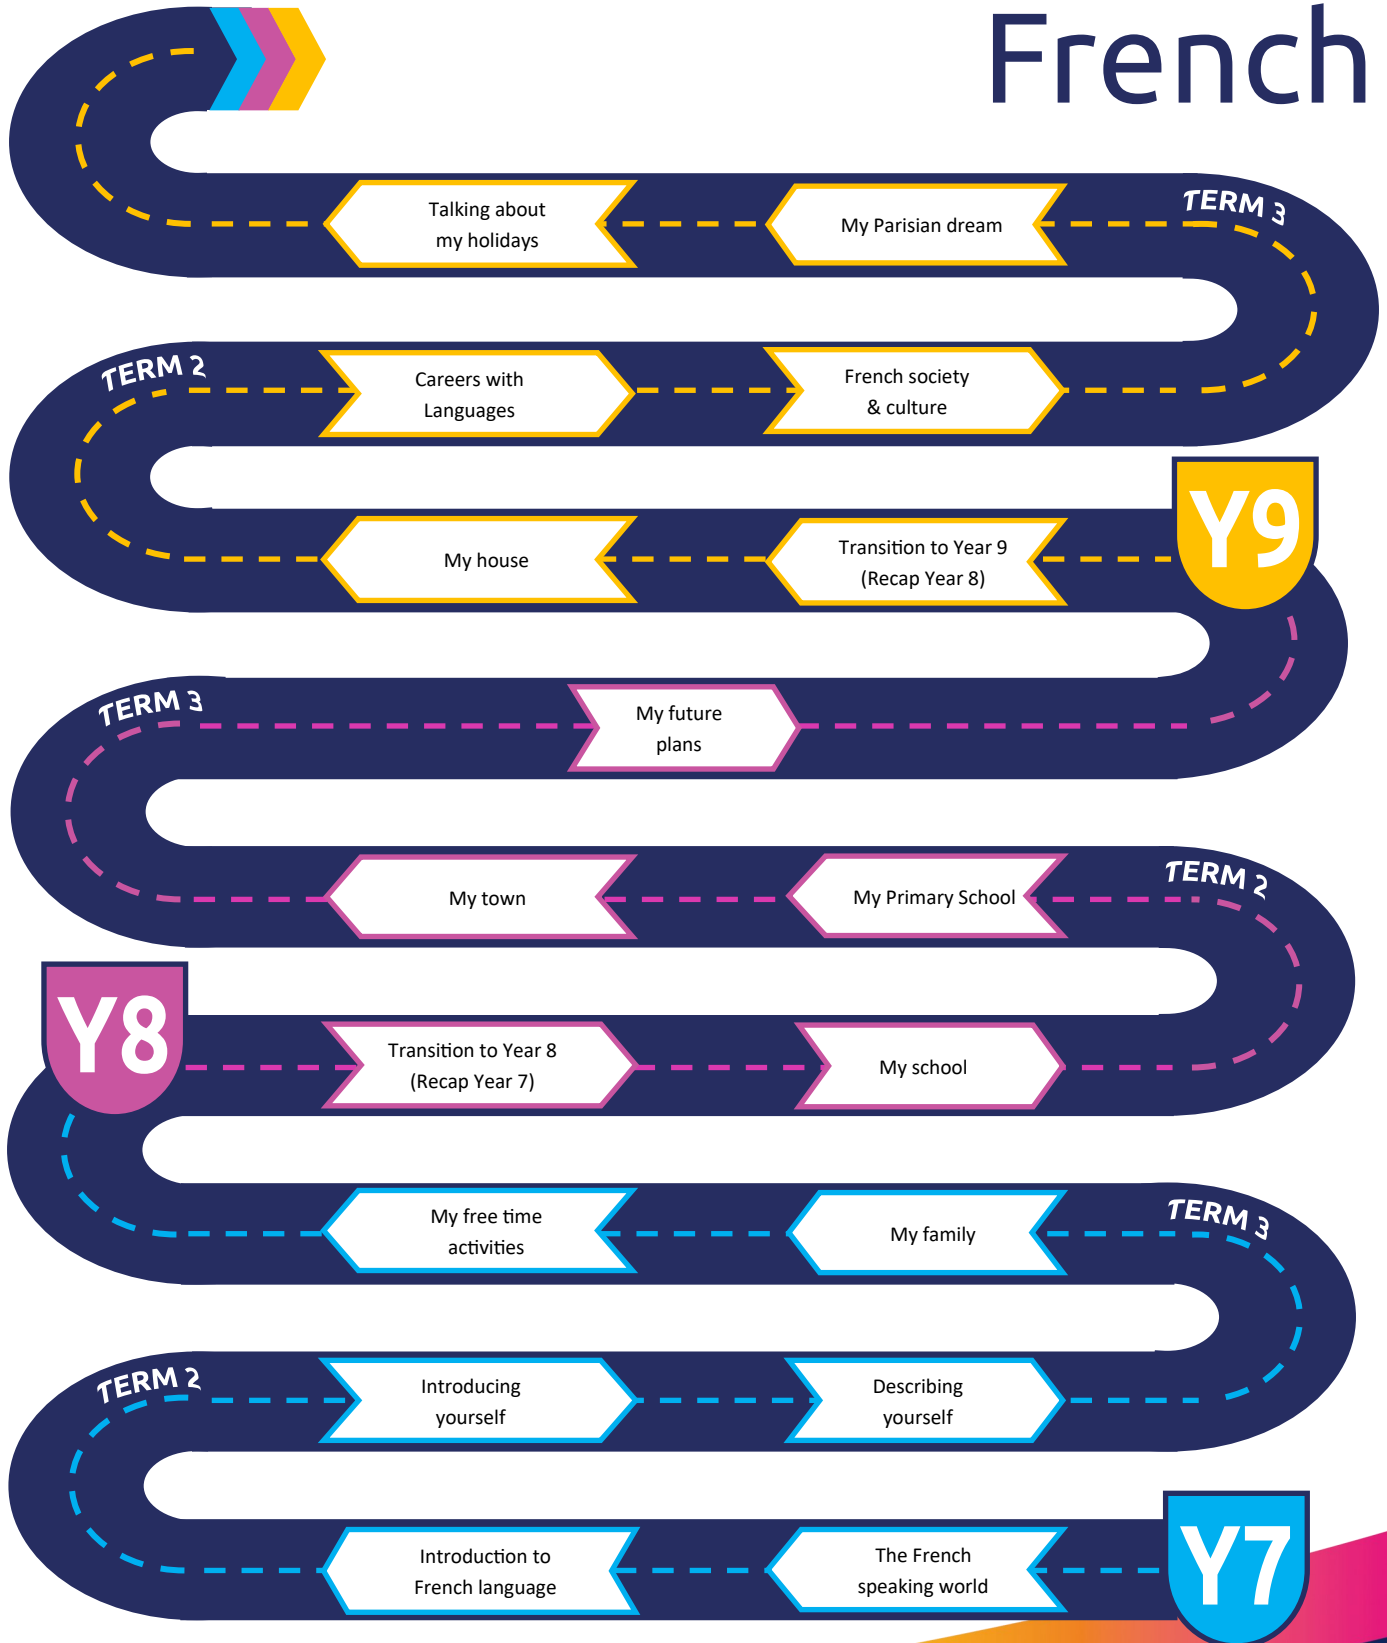 French
Talking about
my holidays
My Parisian dream
TERM 3
TERM 2
Careers with
Languages
French society
& culture
Y9
My house
Transition to Year 9
(Recap Year 8)
TERM 3
My future
plans
My town
My Primary School
TERM 2
Y8
Transition to Year 8
(Recap Year 7)
My school
My free time
activities
My family
TERM 3
TERM 2
Introducing
yourself
Describing
yourself
Introduction to
French language
The French
speaking world
Y7